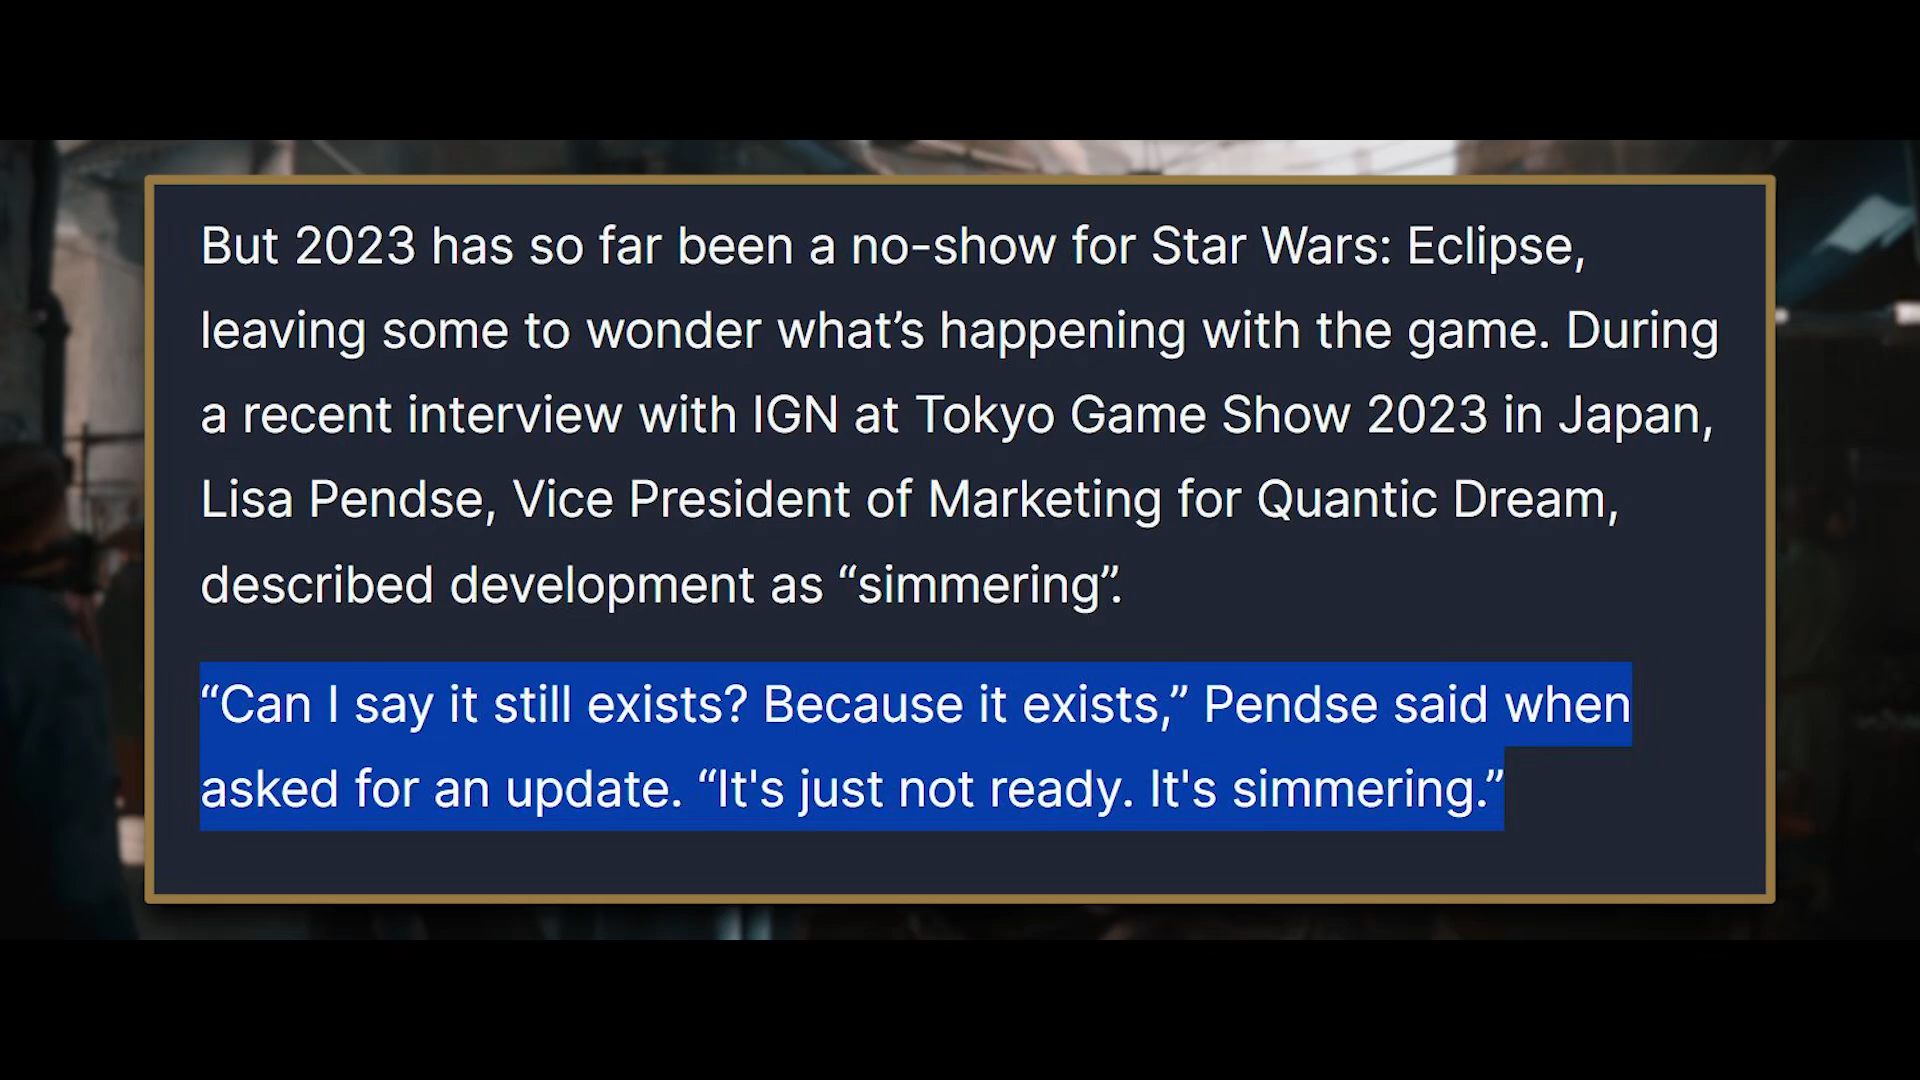 But 2023 has so far been a no-show for Star Wars: Eclipse,
leaving some to wonder what’s happening with the game. During
a recent interview with IGN at Tokyo Game Show 2023 in Japan,
Lisa Pendse, Vice President of Marketing for Quantic Dream,
described development as “simmering”.
“Can I say it still exists? Because it exists,” Pendse said when
asked for an update. “It's just not ready. It's simmering.”